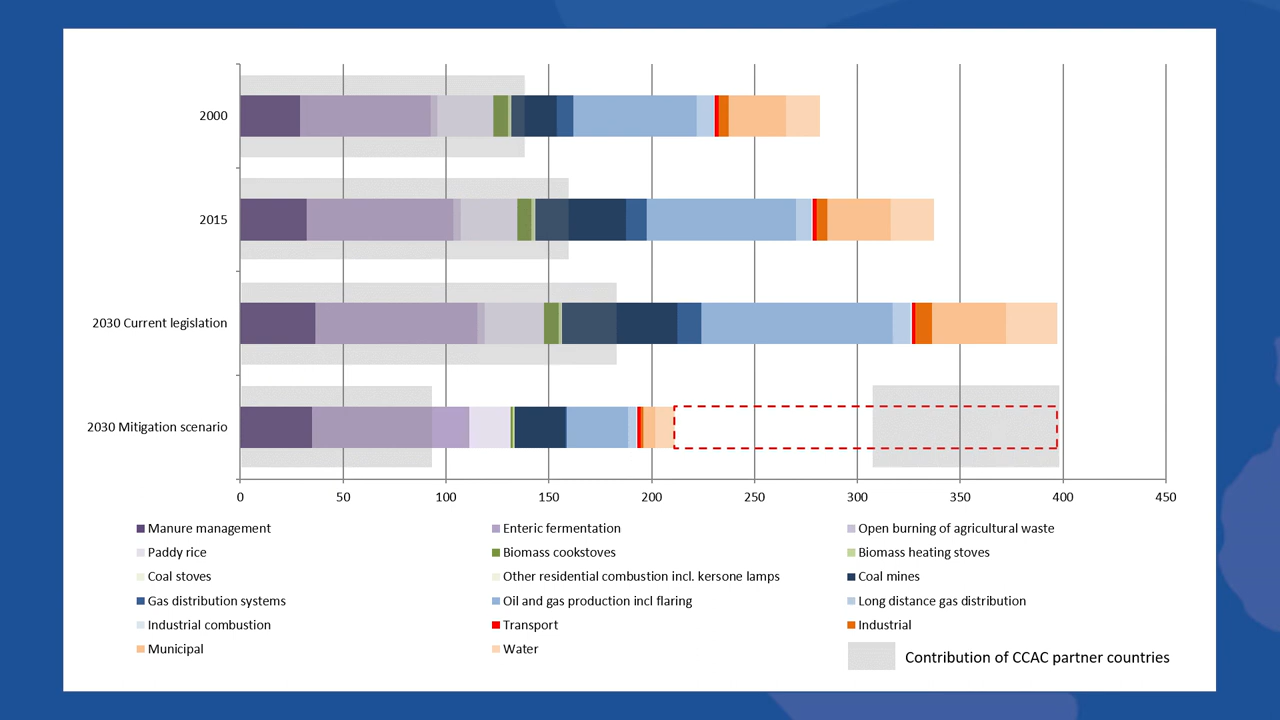 2000
2015
2030 Current legislation
2030 Mitigation scenario
0 50 100 150 200 250 300 350 400 450
Manure management Enteric fermentation Open burning of agricultural waste
Paddy rice Biomass cookstoves Biomass heating stoves
Coal stoves Other residential combustion incl. kersone lamps Coal mines
Gas distribution systems Oil and gas production incl flaring Long distance gas distribution
Industrial combustion Transport Industrial
Municipal Water
Contribution of CCAC partner countries